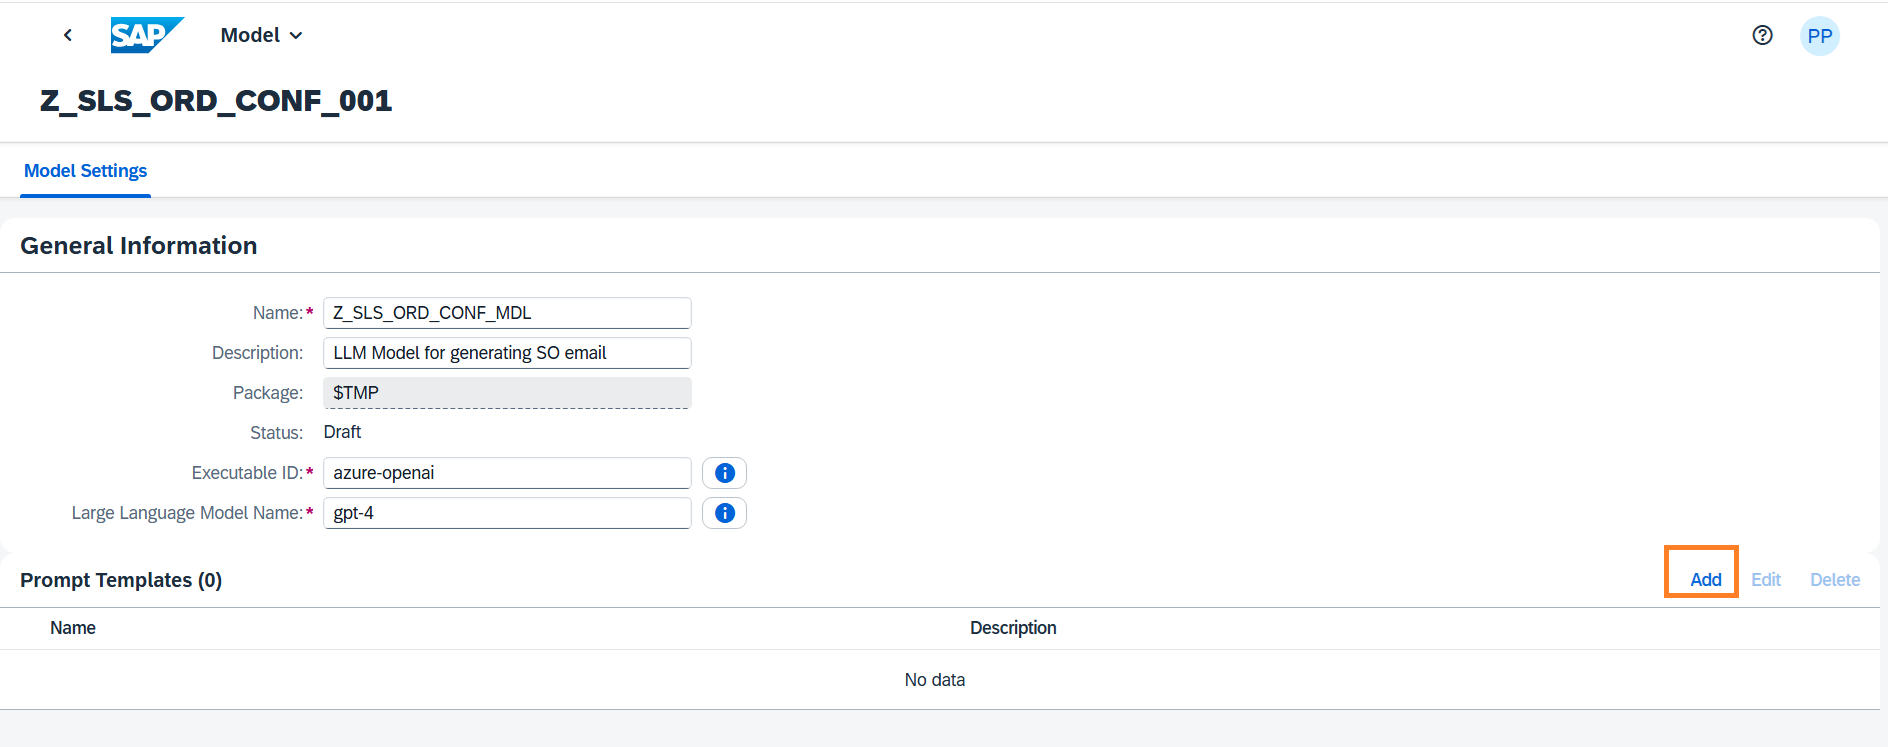 SAP Model PP
Z_SLS_ORD_CONF_001
Model Settings
General Information
Name:* Z_SLS_ORD_CONF_MDL
Description: LLM Model for generating SO email
Package: $TMP
Status: Draft
Executable ID:* azure-openai
Large Language Model Name:* gpt-4
Prompt Templates (0) Add Edit Delete
Name Description
No data